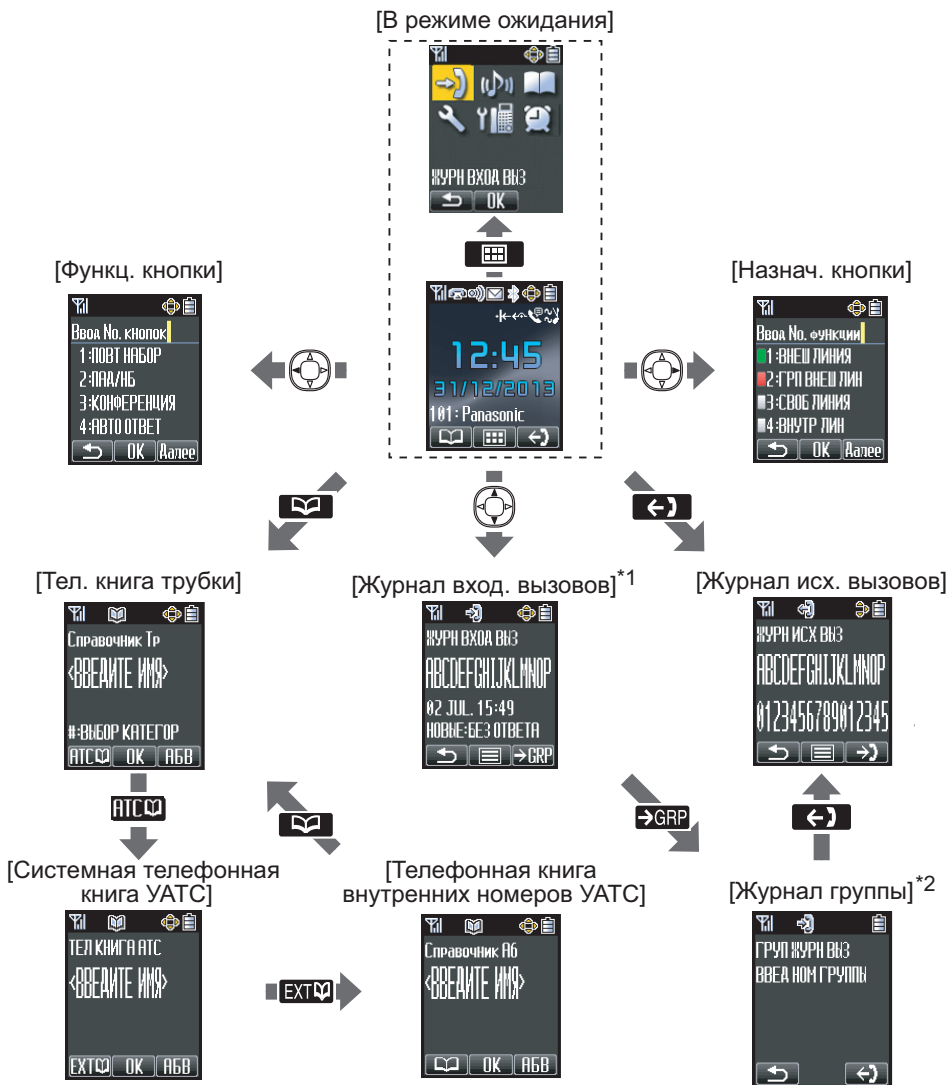 [В режиме ожидания]
ЖУРН ВХОД ВЫЗ
OK
[Функц. кнопки]
Ввод No. кнопок
1:ПОВТ НАБОР
2:ПАД/НБ
3:КОНФЕРЕНЦИЯ
4:АВТО ОТВЕТ
OK Далее
12:45
31/12/2013
101: Panasonic
[Назнач. кнопки]
Ввод No. функции
1:ВНЕШ ЛИНИЯ
2:ГРП ВНЕШ ЛИН
3:СВОБ ЛИНИЯ
4:ВНУТР ЛИН
OK Далее
[Тел. книга трубки]
Справочник Тр
<ВВЕДИТЕ ИМЯ>
#:ВЫБОР КАТЕГОР
АТС OK АБВ
[Журнал вход. вызовов]*1
ЖУРН ВХОД ВЫЗ
ABCDEFGHIJKLMNOP
02 JUL. 15:49
НОВЫЕ:БЕЗ ОТВЕТА
→GRP
[Журнал исх. вызовов]
ЖУРН ИСХ ВЫЗ
ABCDEFGHIJKLMNOP
0123456789012345
АТС
→GRP
[Системная телефонная
книга УАТС]
ТЕЛ КНИГА АТС
<ВВЕДИТЕ ИМЯ>
EXT OK АБВ
EXT
[Телефонная книга
внутренних номеров УАТС]
Справочник Аб
<ВВЕДИТЕ ИМЯ>
OK АБВ
[Журнал группы]*2
ГРУП ЖУРН ВЫЗ
ВВЕД НОМ ГРУППЫ